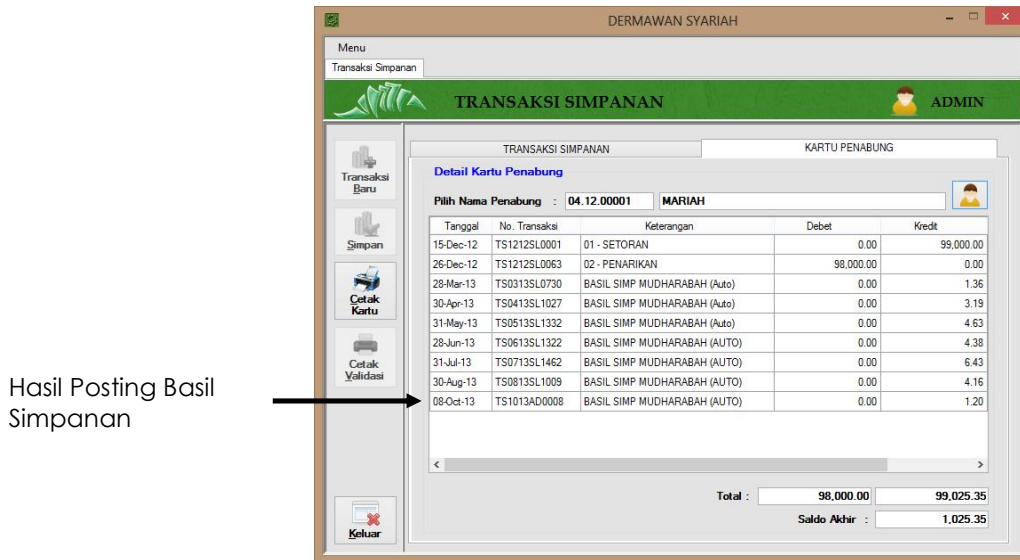 DERMAWAN SYARIAH
Menu
Transaksi Simpanan
TRANSAKSI SIMPANAN
ADMIN
TRANSAKSI SIMPANAN KARTU PENABUNG
Transaksi
Baru
Simpan
Cetak
Kartu
Cetak
Validasi
Keluar
Detail Kartu Penabung
Pilih Nama Penabung : 04.12.00001 MARIAH
Tanggal No. Transaksi Keterangan Debet Kredit
15-Dec-12 TS1212SL0001 01 - SETORAN 0.00 99,000.00
26-Dec-12 TS1212SL0063 02 - PENARIKAN 98,000.00 0.00
28-Mar-13 TS0313SL0730 BASIL SIMP MUDHARABAH (Auto) 0.00 1.36
30-Apr-13 TS0413SL1027 BASIL SIMP MUDHARABAH (Auto) 0.00 3.19
31-May-13 TS0513SL1332 BASIL SIMP MUDHARABAH (Auto) 0.00 4.63
28-Jun-13 TS0613SL1322 BASIL SIMP MUDHARABAH (AUTO) 0.00 4.38
31-Jul-13 TS0713SL1462 BASIL SIMP MUDHARABAH (AUTO) 0.00 6.43
30-Aug-13 TS0813SL1009 BASIL SIMP MUDHARABAH (AUTO) 0.00 4.16
08-Oct-13 TS1013AD0008 BASIL SIMP MUDHARABAH (AUTO) 0.00 1.20
Total : 98,000.00 99,025.35
Saldo Akhir : 1,025.35
Hasil Posting Basil
Simpanan